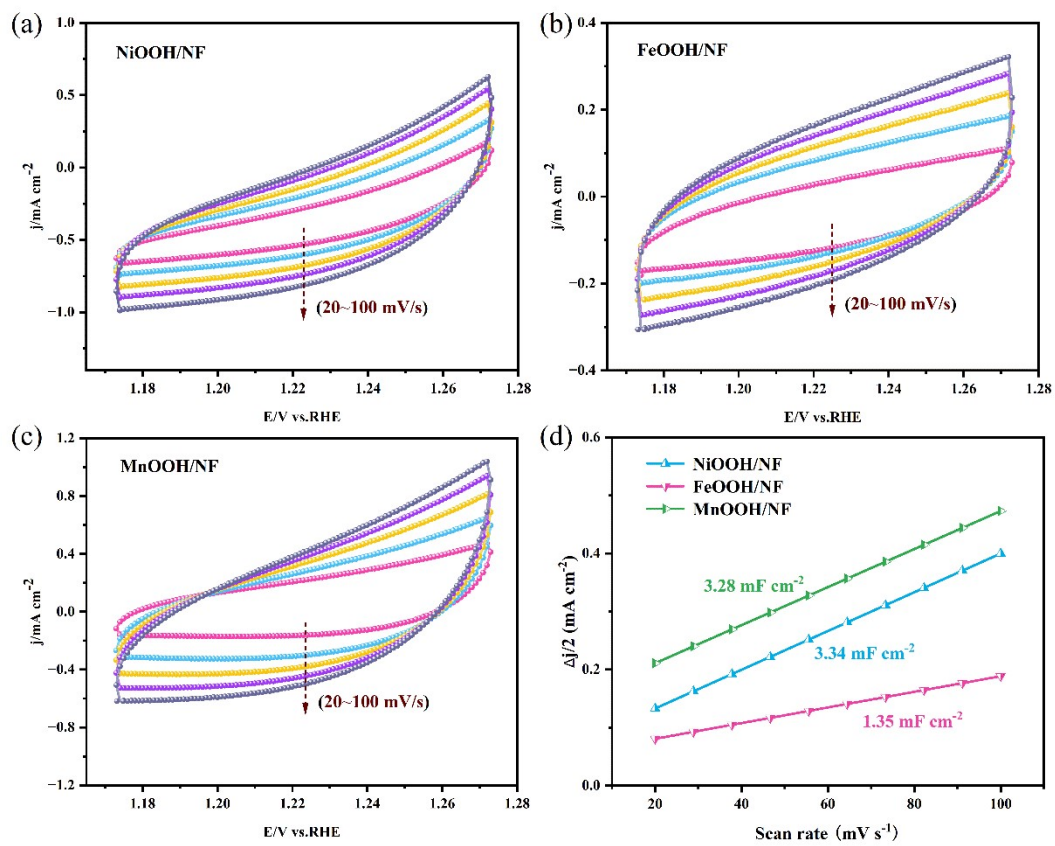 (a)
NiOOH/NF
j/mA cm⁻²
1.0
0.5
0.0
−0.5
−1.0
(20~100 mV/s)
1.18 1.20 1.22 1.24 1.26 1.28
E/V vs.RHE
(b)
FeOOH/NF
j/mA cm⁻²
0.4
0.2
0.0
−0.2
−0.4
(20~100 mV/s)
1.18 1.20 1.22 1.24 1.26 1.28
E/V vs.RHE
(c)
MnOOH/NF
j/mA cm⁻²
1.2
0.8
0.4
0.0
−0.4
−0.8
−1.2
(20~100 mV/s)
1.18 1.20 1.22 1.24 1.26 1.28
E/V vs.RHE
(d)
NiOOH/NF
FeOOH/NF
MnOOH/NF
Δj/2 (mA cm⁻²)
0.6
0.4
0.2
0.0
3.28 mF cm⁻²
3.34 mF cm⁻²
1.35 mF cm⁻²
20 40 60 80 100
Scan rate (mV s⁻¹)